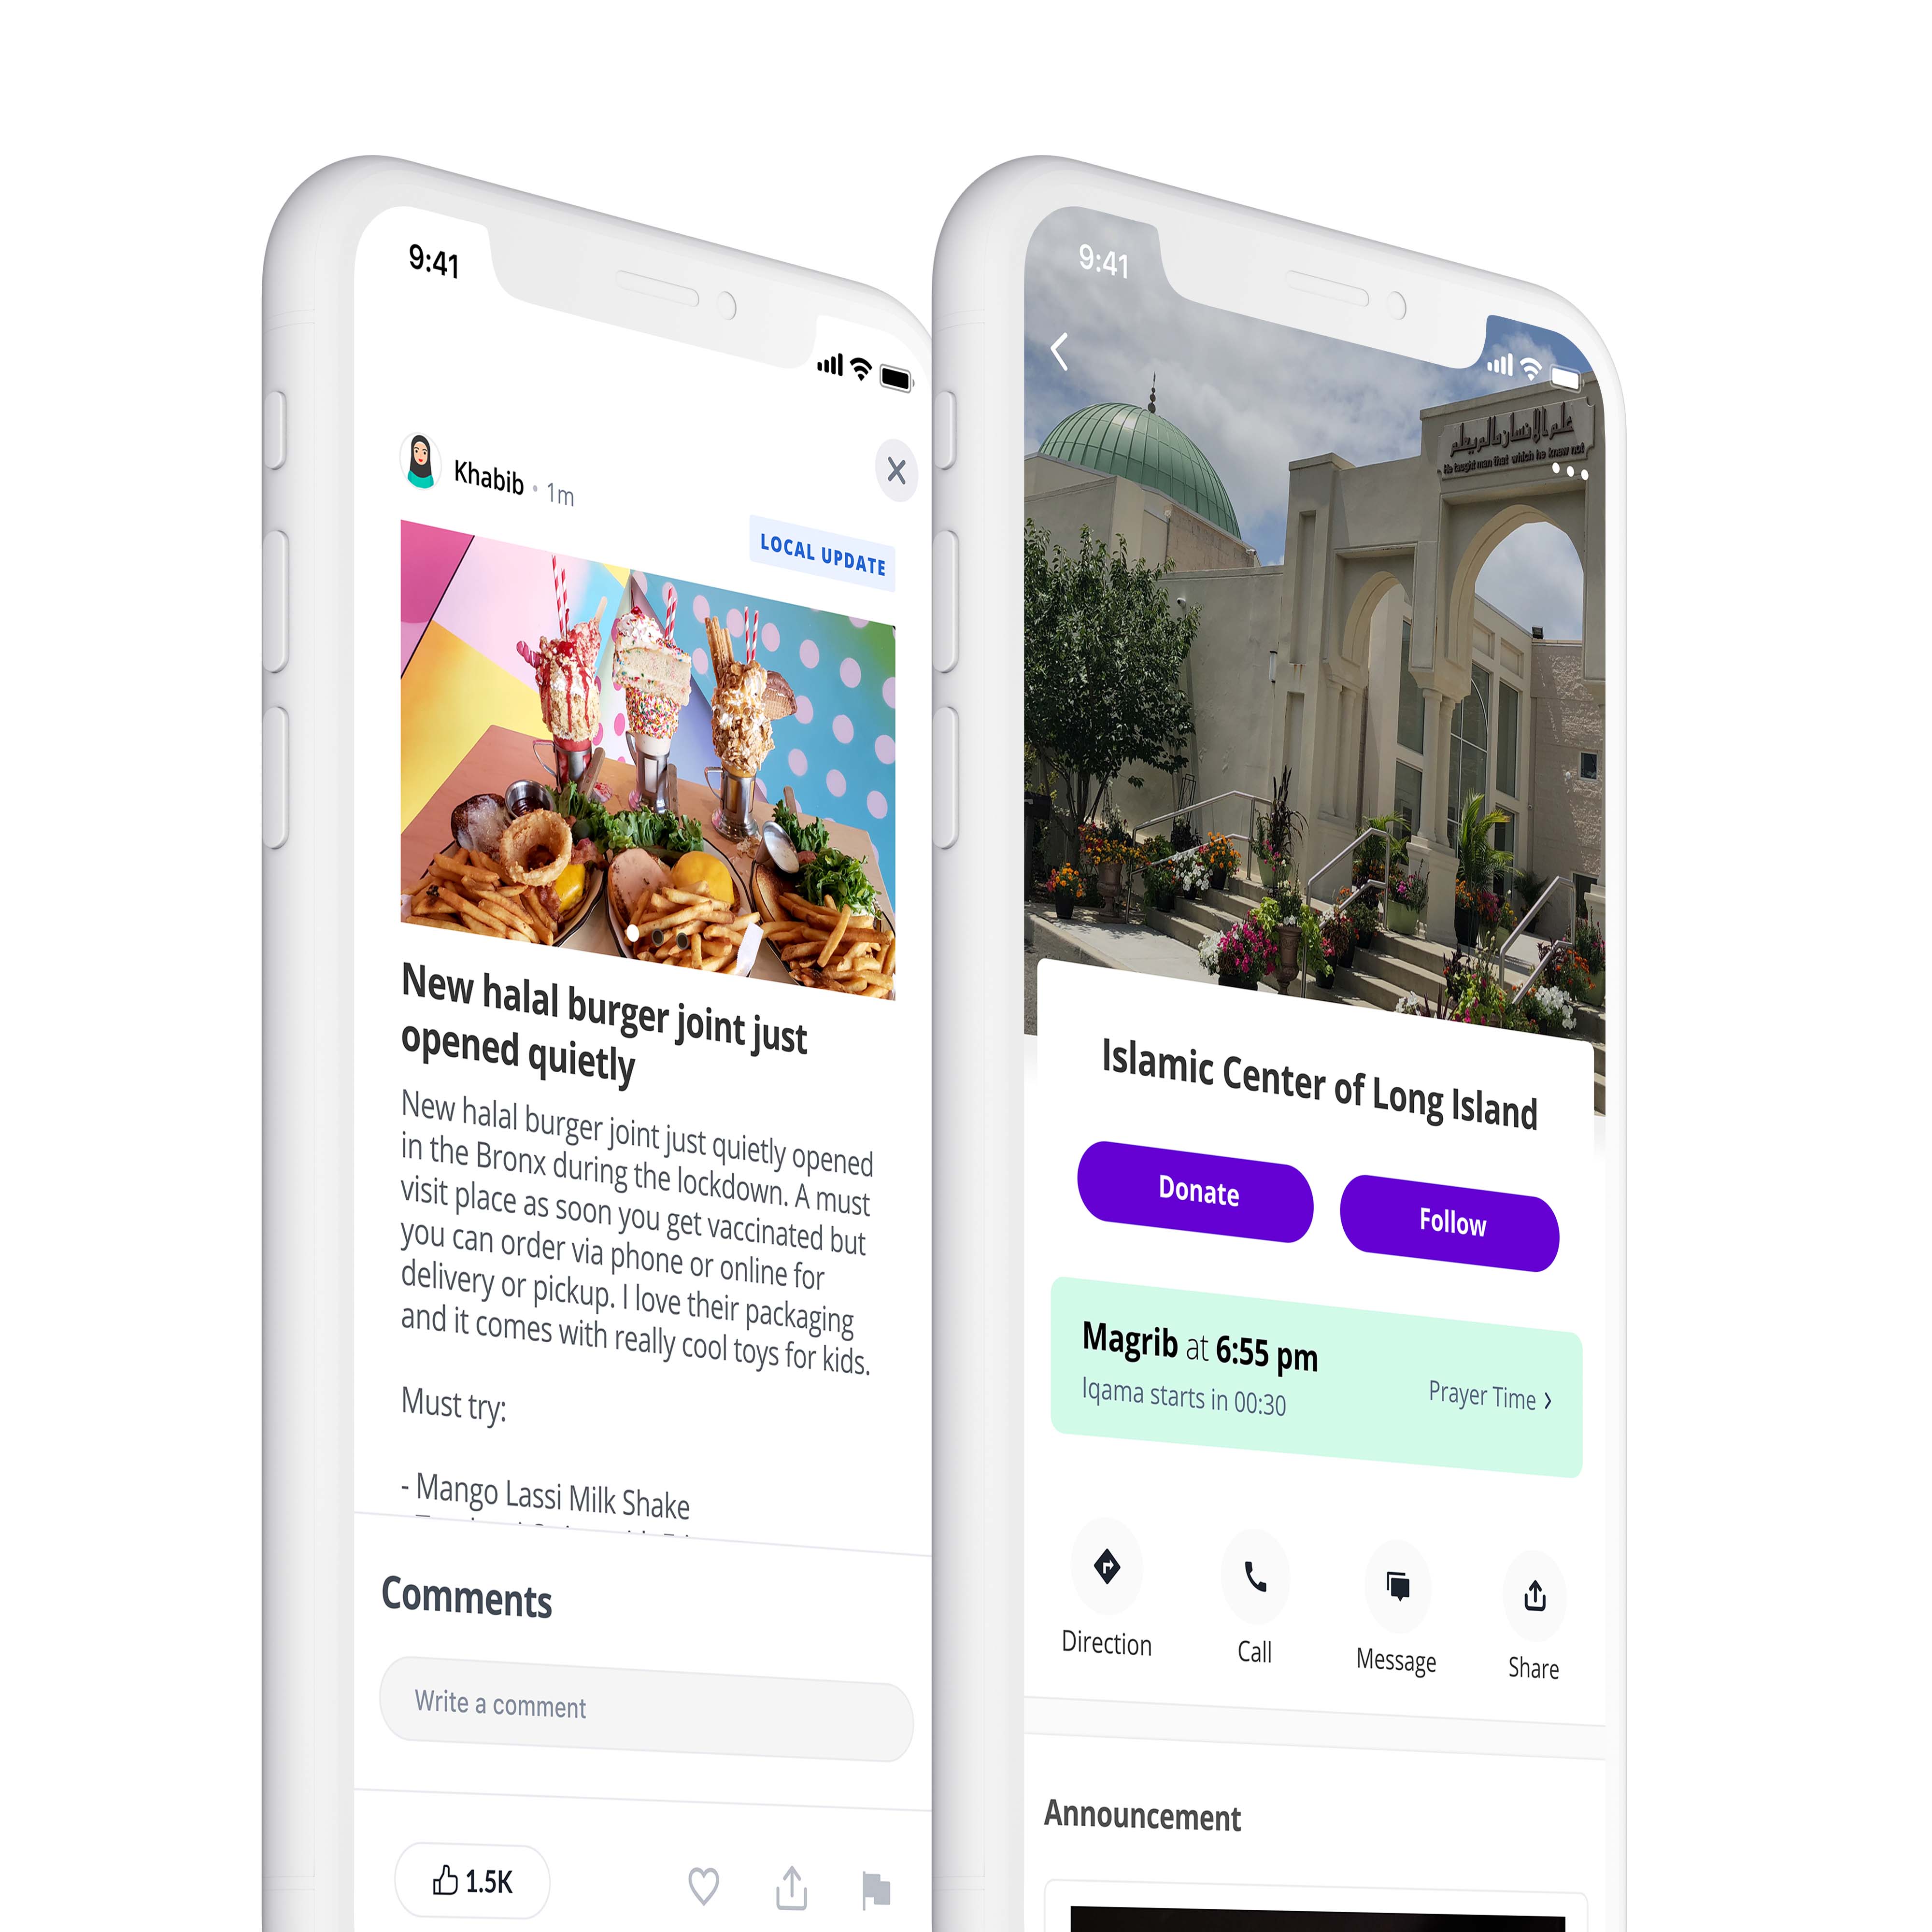 9:41
Khabib • 1m
LOCAL UPDATE
New halal burger joint just
opened quietly
New halal burger joint just quietly opened
in the Bronx during the lockdown. A must
visit place as soon you get vaccinated but
you can order via phone or online for
delivery or pickup. I love their packaging
and it comes with really cool toys for kids.
Must try:
- Mango Lassi Milk Shake
Comments
Write a comment
1.5K
9:41
علم الانسان مالم يعلم
He taught man that which he knew not
Islamic Center of Long Island
Donate
Follow
Magrib at 6:55 pm
Iqama starts in 00:30
Prayer Time
Direction
Call
Message
Share
Announcement